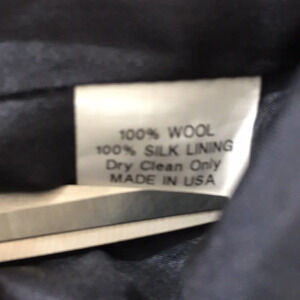 100% WOOL
100% SILK LINING
Dry Clean Only
MADE IN USA